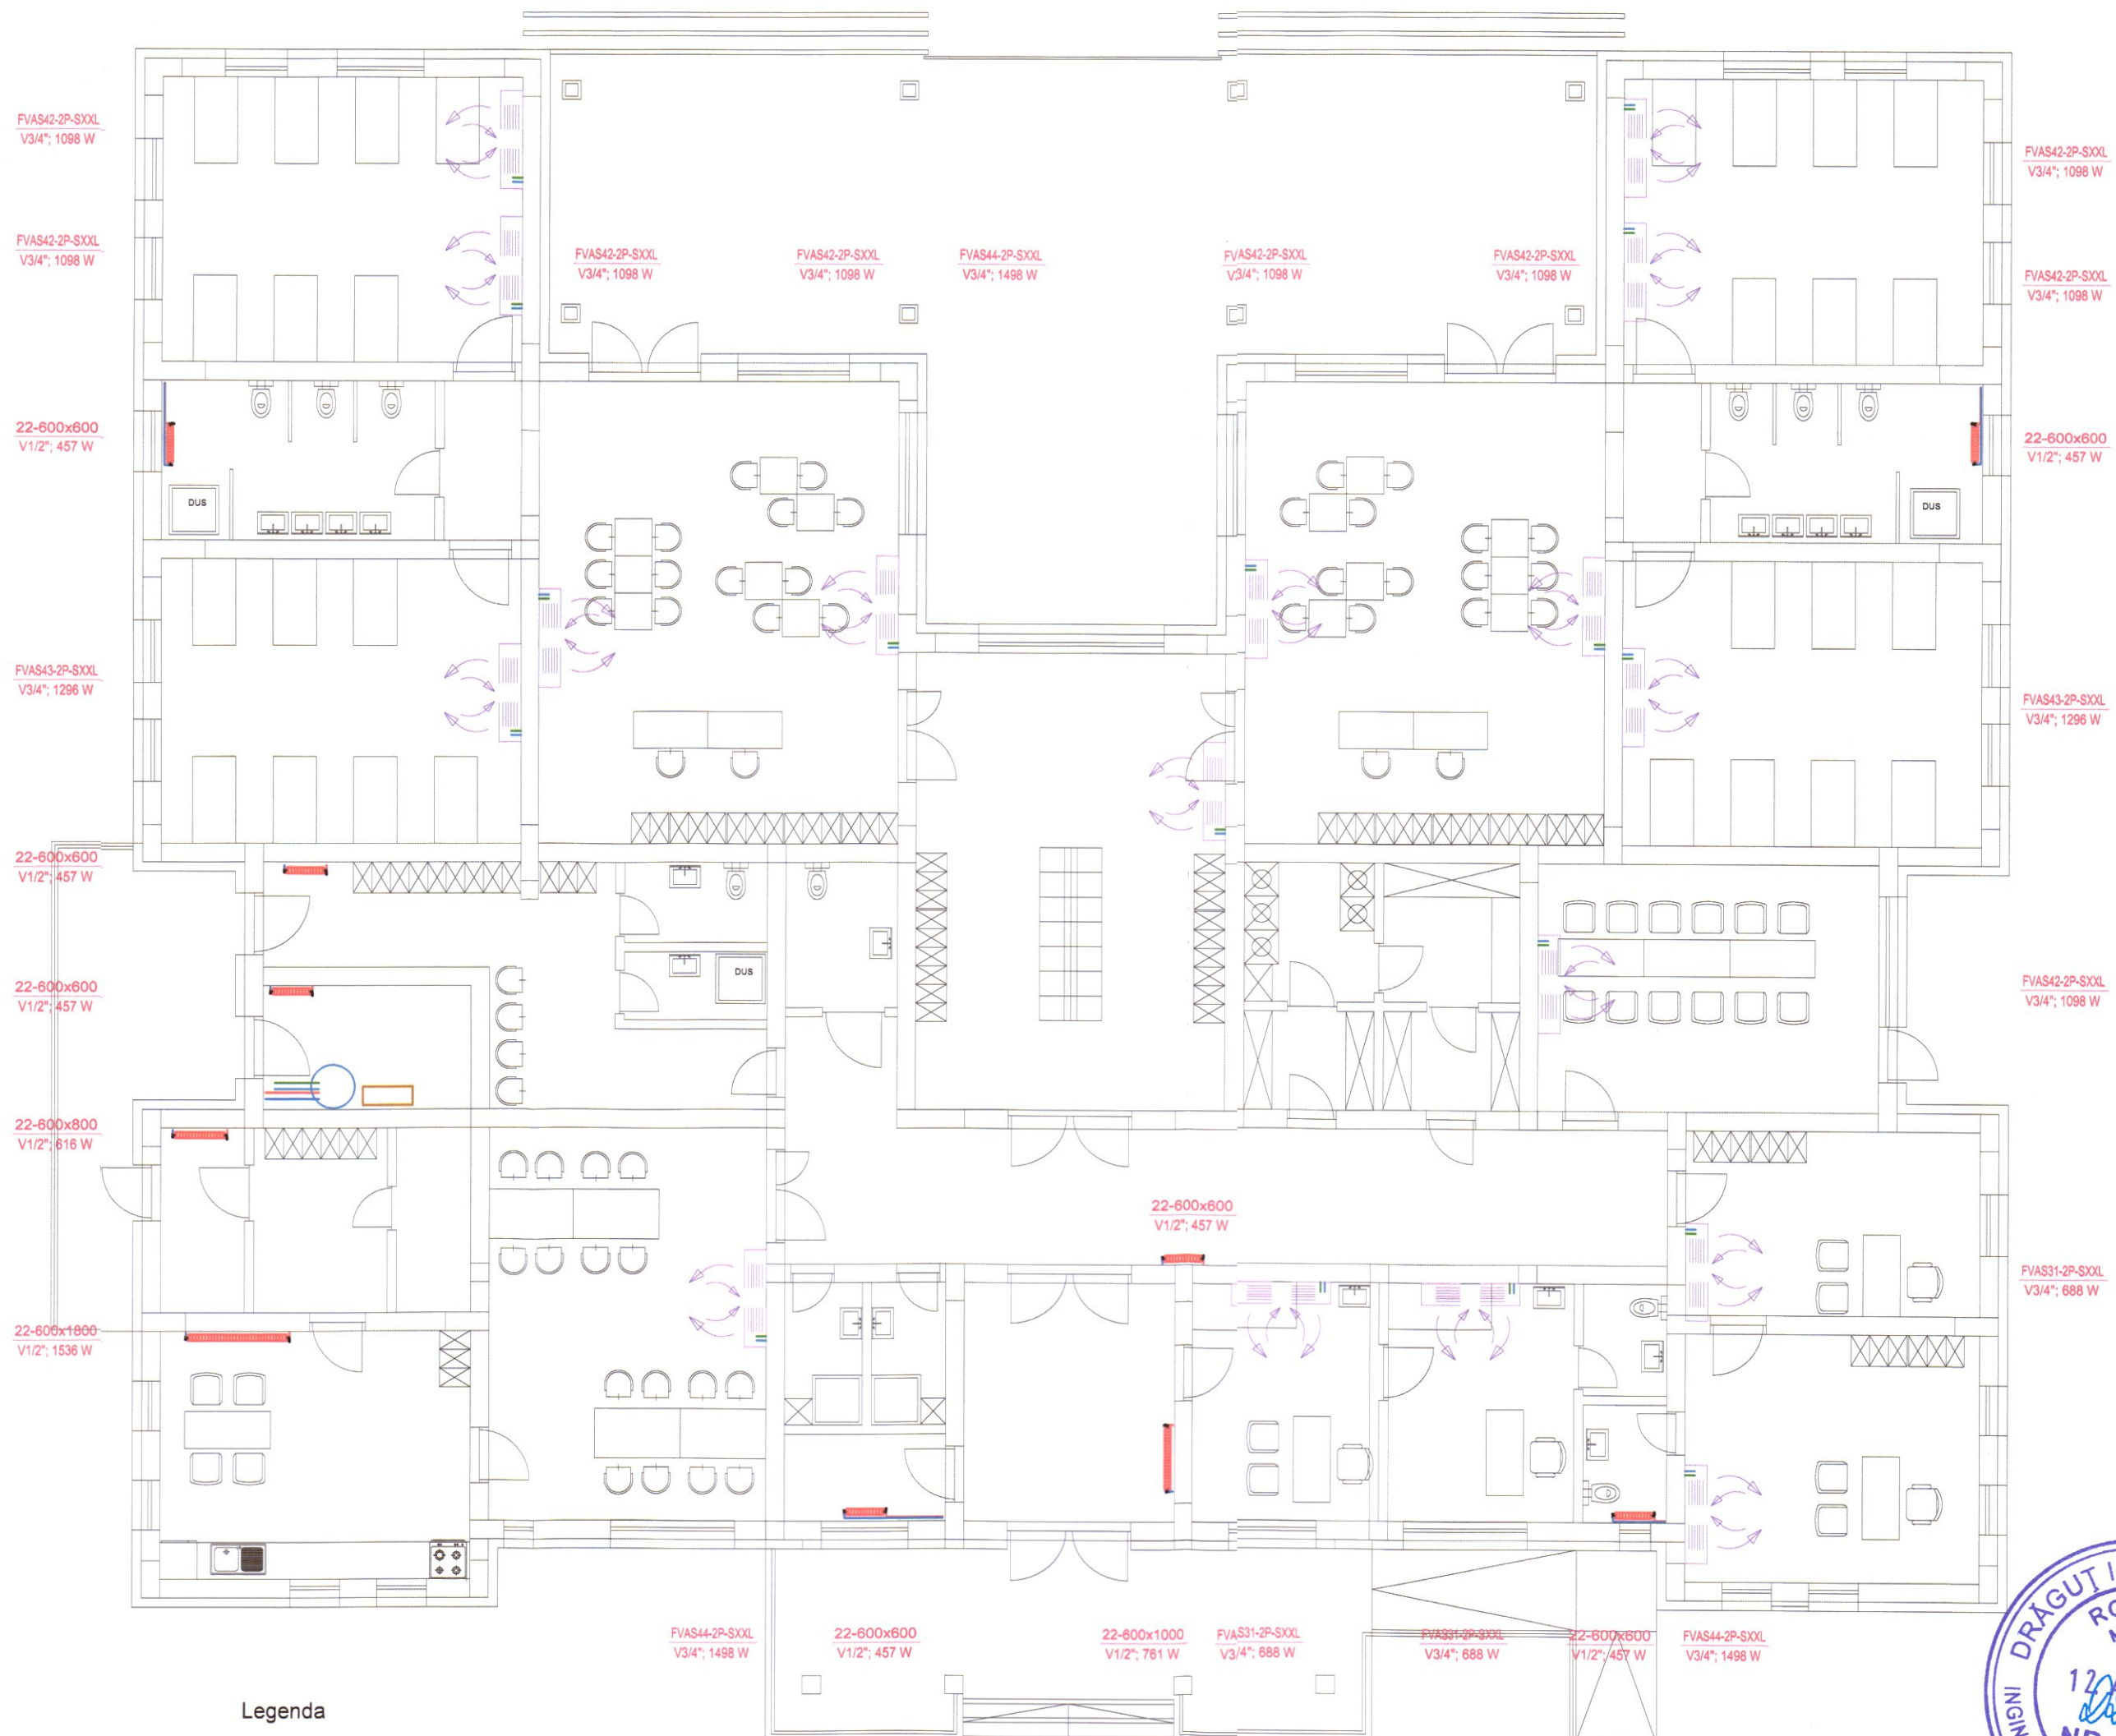 FVAS42-2P-SXXL
V3/4"; 1098 W
FVAS42-2P-SXXL
V3/4"; 1098 W
FVAS42-2P-SXXL
V3/4"; 1098 W
FVAS42-2P-SXXL
V3/4"; 1098 W
FVAS42-2P-SXXL
V3/4"; 1098 W
FVAS44-2P-SXXL
V3/4"; 1498 W
FVAS42-2P-SXXL
V3/4"; 1098 W
FVAS42-2P-SXXL
V3/4"; 1098 W
FVAS42-2P-SXXL
V3/4"; 1098 W
22-600x600
V1/2"; 457 W
22-600x600
V1/2"; 457 W
DUS
DUS
FVAS43-2P-SXXL
V3/4"; 1296 W
FVAS43-2P-SXXL
V3/4"; 1296 W
22-600x600
V1/2"; 457 W
DUS
22-600x600
V1/2"; 457 W
FVAS42-2P-SXXL
V3/4"; 1098 W
22-600x800
V1/2"; 616 W
22-600x600
V1/2"; 457 W
FVAS31-2P-SXXL
V3/4"; 688 W
22-600x1800
V1/2"; 1536 W
FVAS44-2P-SXXL
V3/4"; 1498 W
22-600x600
V1/2"; 457 W
22-600x1000
V1/2"; 761 W
FVAS31-2P-SXXL
V3/4"; 688 W
FVAS31-2P-SXXL
V3/4"; 688 W
22-600x600
V1/2"; 457 W
FVAS44-2P-SXXL
V3/4"; 1498 W
Legenda
DRĂGUȚ